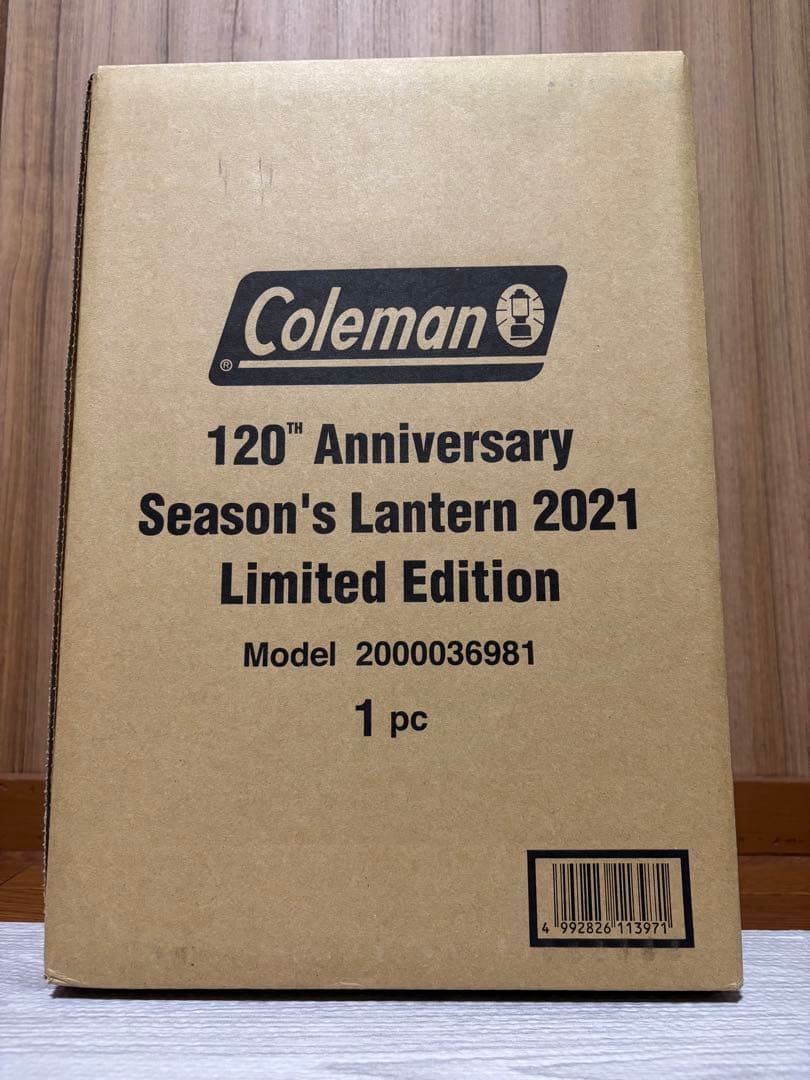 Coleman
®
120TH Anniversary
Season's Lantern 2021
Limited Edition
Model 2000036981
1 pc
4 992826 113971